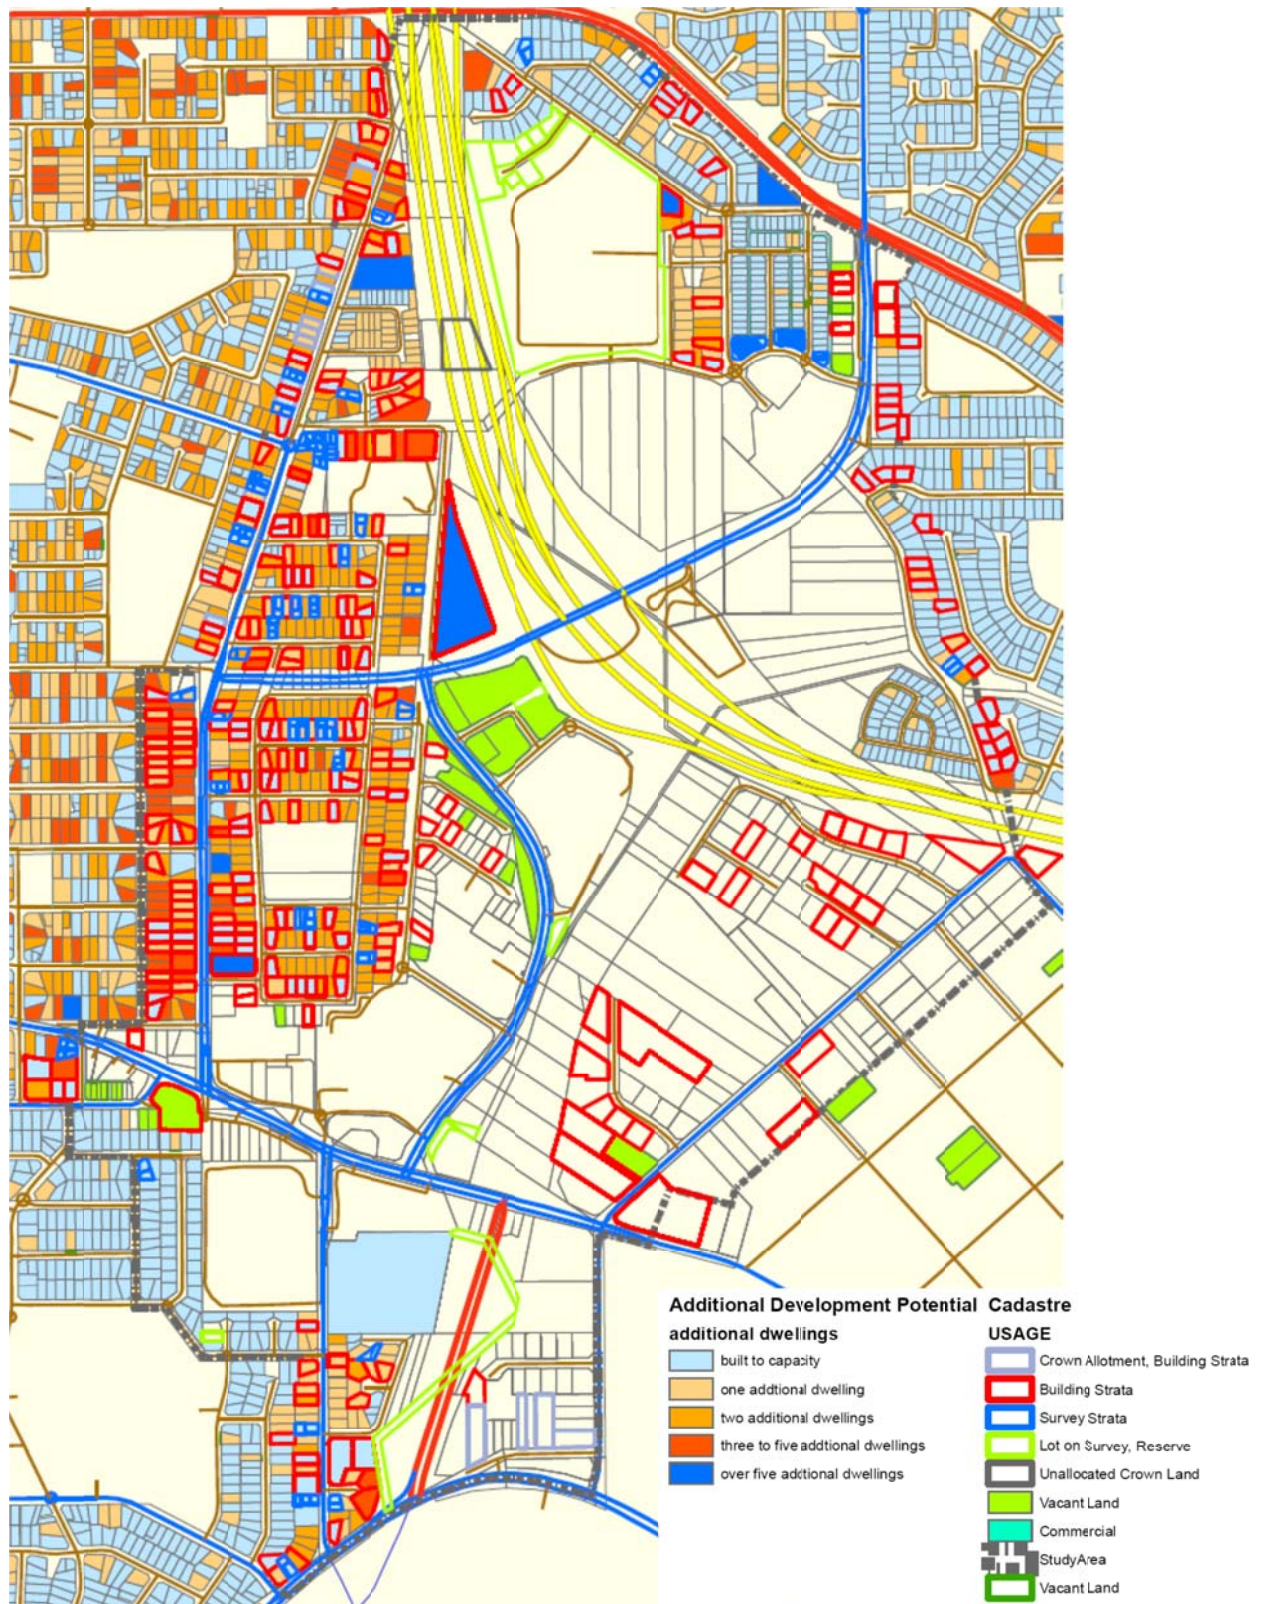 Additional Development Potential
additional dwellings
built to capacity
one addtional dwelling
two additional dwellings
three to five addtional dwellings
over five addtional dwellings
Cadastre
USAGE
Crown Allotment, Building Strata
Building Strata
Survey Strata
Lot on Survey, Reserve
Unallocated Crown Land
Vacant Land
Commercial
StudyArea
Vacant Land